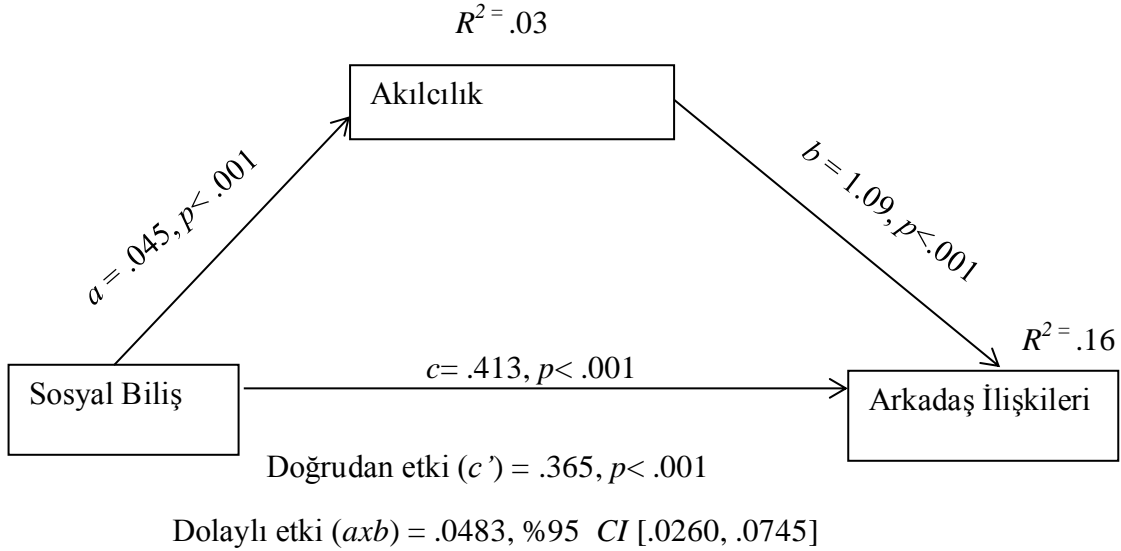 R² = .03
Akılcılık
a = .045, p< .001
b = 1.09, p<.001
R² = .16
c= .413, p< .001
Sosyal Biliş
Arkadaş İlişkileri
Doğrudan etki (c’) = .365, p< .001
Dolaylı etki (axb) = .0483, %95 CI [.0260, .0745]